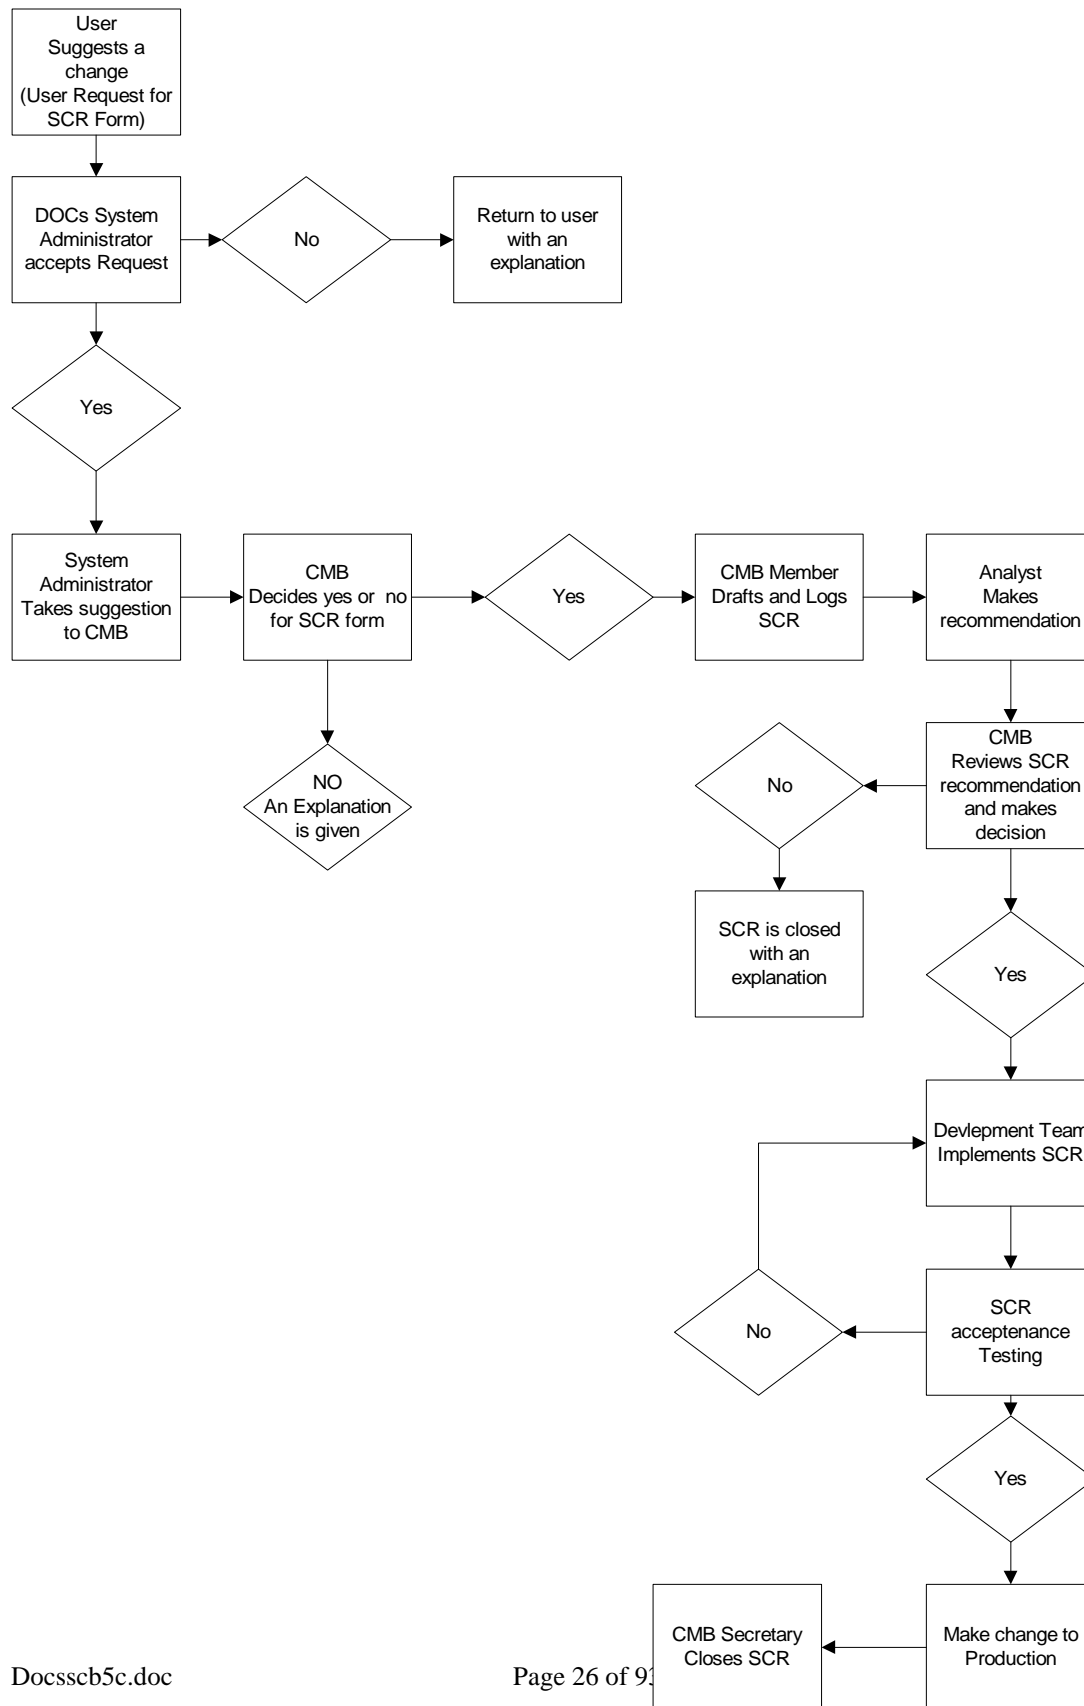 User
Suggests a
change
(User Request for
SCR Form)
DOCs System
Administrator
accepts Request
No
Return to user
with an
explanation
Yes
System
Administrator
Takes suggestion
to CMB
CMB
Decides yes or no
for SCR form
Yes
CMB Member
Drafts and Logs
SCR
Analyst
Makes
recommendation
NO
An Explanation
is given
No
CMB
Reviews SCR
recommendation
and makes
decision
SCR is closed
with an
explanation
Yes
Devlepment Team
Implements SCR
No
SCR
acceptenance
Testing
Yes
CMB Secretary
Closes SCR
Make change to
Production
Docsscb5c.doc
Page 26 of 93